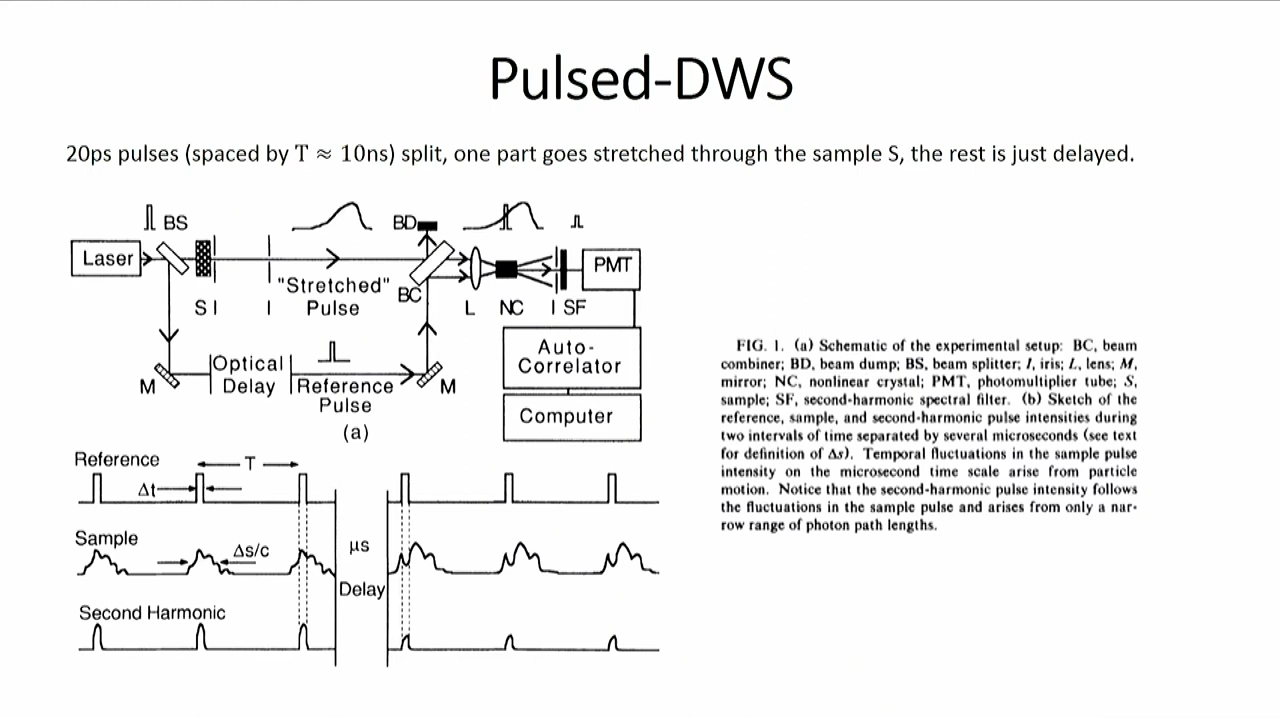 Pulsed-DWS
20ps pulses (spaced by T ≈ 10ns) split, one part goes stretched through the sample S, the rest is just delayed.
BS
BD
Laser
PMT
"Stretched"
Pulse
BC
S I
I
L
NC
I SF
Optical
Delay
Reference
Pulse
M
M
Auto-
Correlator
Computer
(a)
Reference
T
Δt
Sample
Δs/c
μs
Delay
Second Harmonic
FIG. 1. (a) Schematic of the experimental setup: BC, beam
combiner; BD, beam dump; BS, beam splitter; I, iris; L, lens; M,
mirror; NC, nonlinear crystal; PMT, photomultiplier tube; S,
sample; SF, second-harmonic spectral filter. (b) Sketch of the
reference, sample, and second-harmonic pulse intensities during
two intervals of time separated by several microseconds (see text
for definition of Δs). Temporal fluctuations in the sample pulse
intensity on the microsecond time scale arise from particle
motion. Notice that the second-harmonic pulse intensity follows
the fluctuations in the sample pulse and arises from only a nar-
row range of photon path lengths.